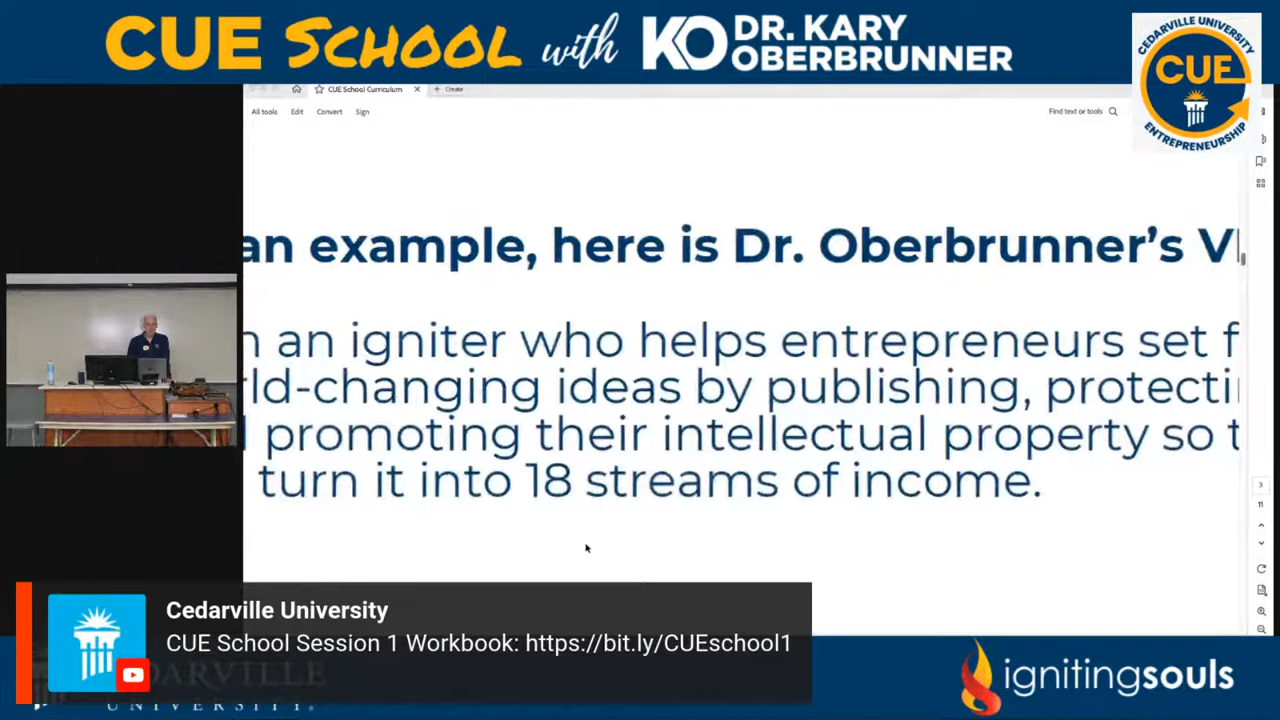 CUE SCHOOL with KO DR. KARY OBERBRUNNER
CEDARVILLE UNIVERSITY
CUE
ENTREPRENEURSHIP
CUE School Curriculum
Create
All tools Edit Convert Sign
Find text or tools
an example, here is Dr. Oberbrunner's V
an igniter who helps entrepreneurs set f
ld-changing ideas by publishing, protecti
promoting their intellectual property so t
turn it into 18 streams of income.
3
11
Cedarville University
CUE School Session 1 Workbook: https://bit.ly/CUEschool1
UNIVERSITY.
ignitingsouls